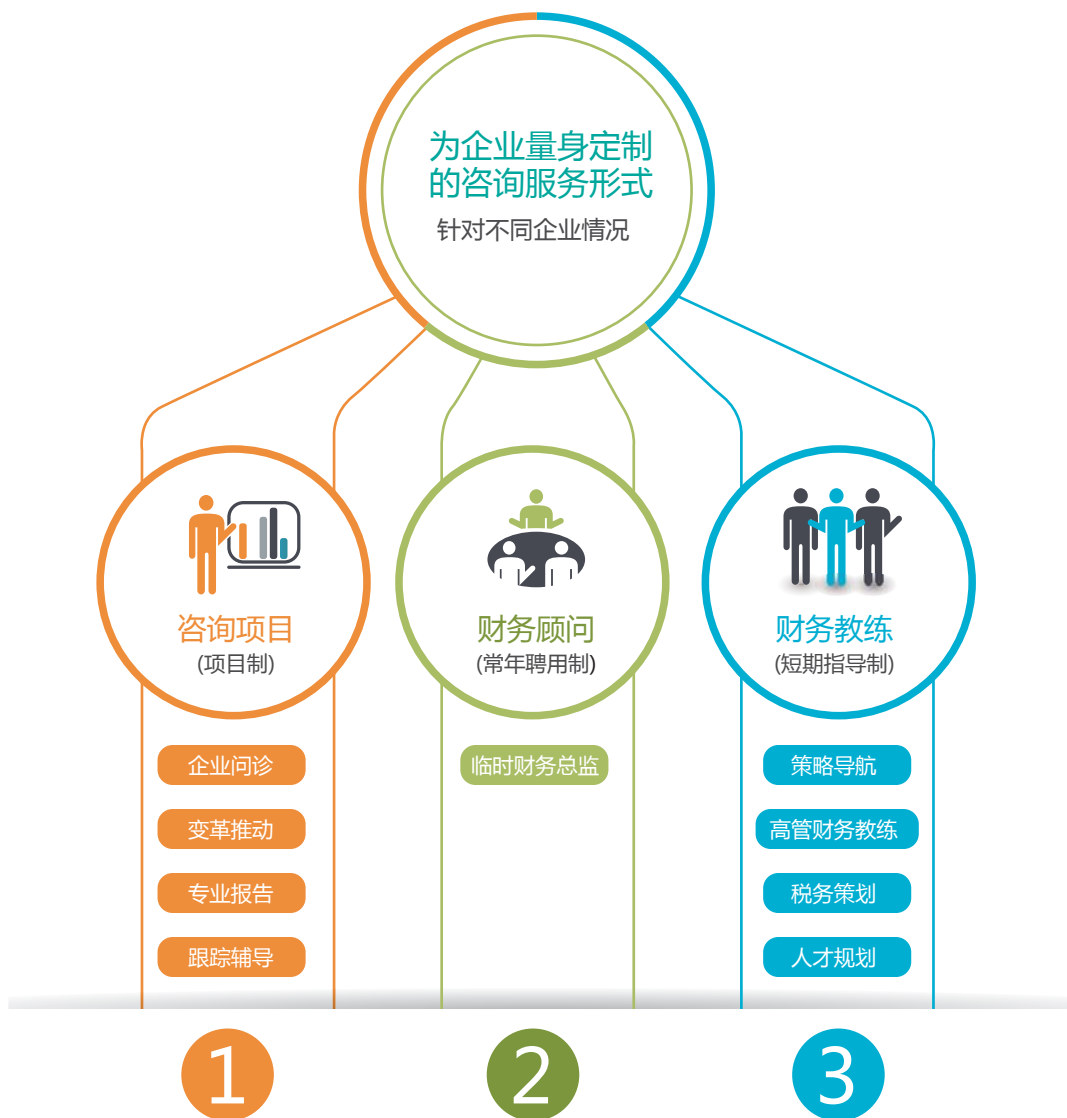 为企业量身定制
的咨询服务形式
针对不同企业情况
咨询项目
(项目制)
企业问诊
变革推动
专业报告
跟踪辅导
1
财务顾问
(常年聘用制)
临时财务总监
2
财务教练
(短期指导制)
策略导航
高管财务教练
税务策划
人才规划
3